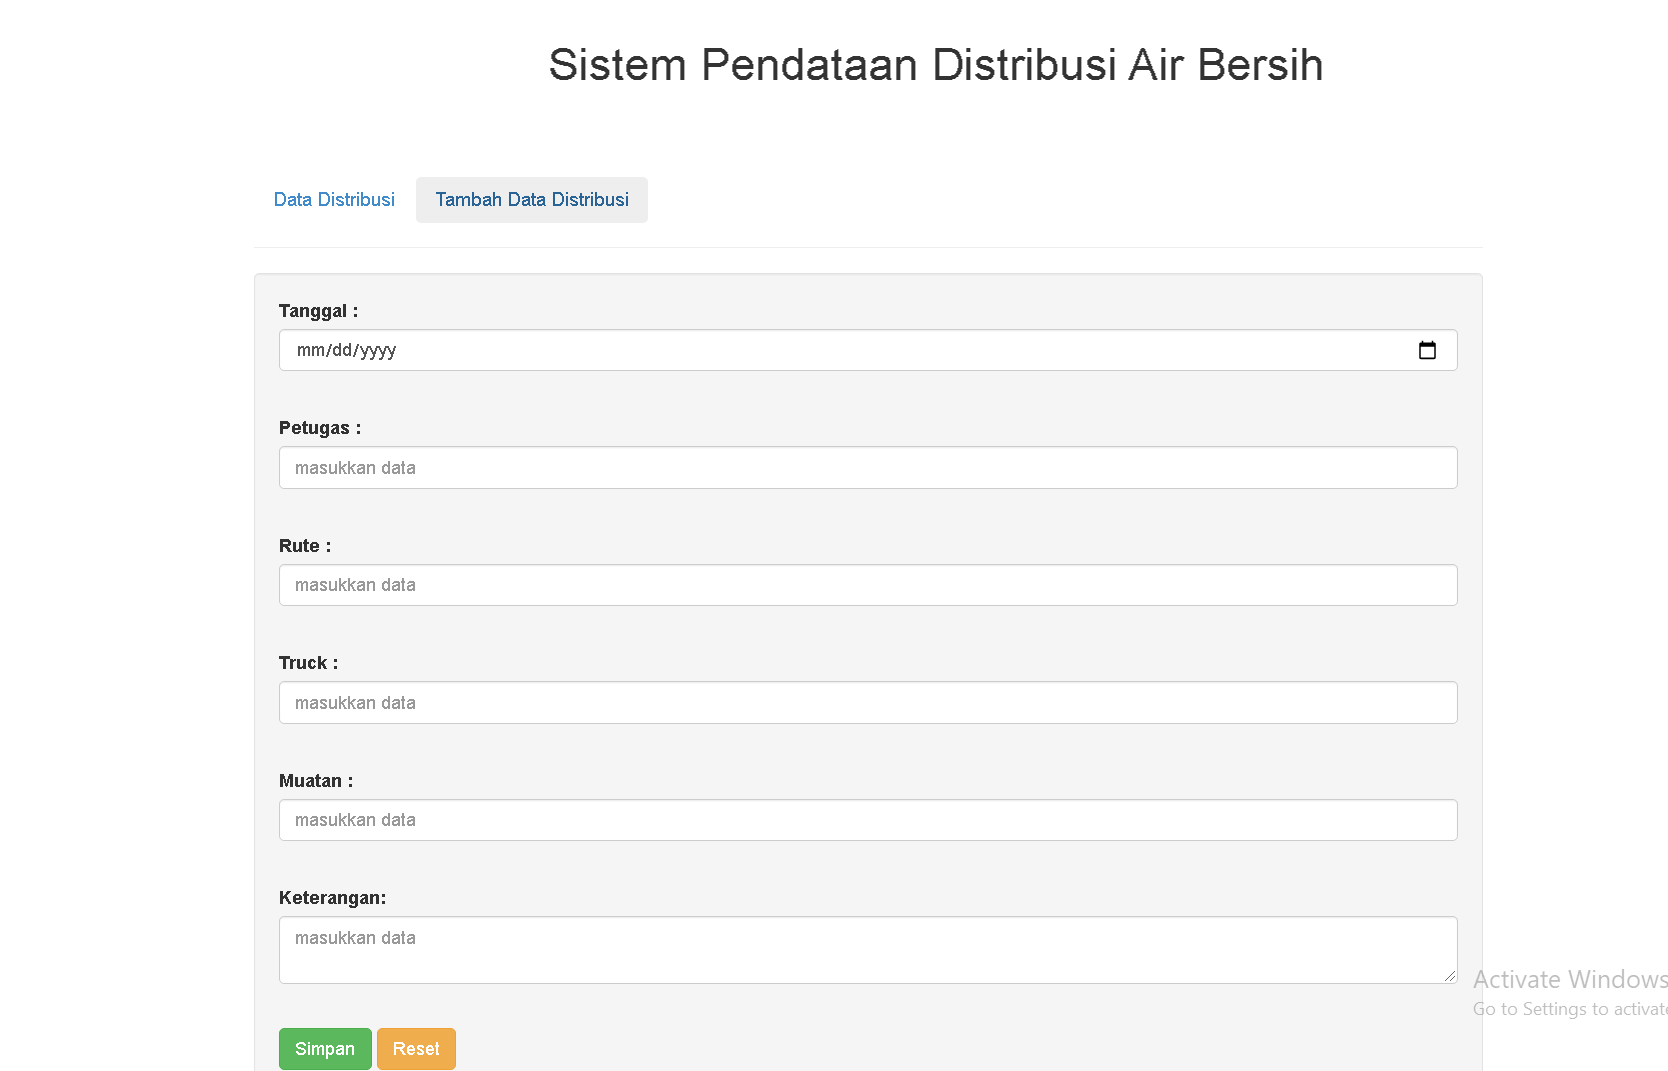 Sistem Pendataan Distribusi Air Bersih
Data Distribusi Tambah Data Distribusi
Tanggal :
mm/dd/yyyy
Petugas :
masukkan data
Rute :
masukkan data
Truck :
masukkan data
Muatan :
masukkan data
Keterangan:
masukkan data
Activate Windows
Go to Settings to activate
Simpan Reset